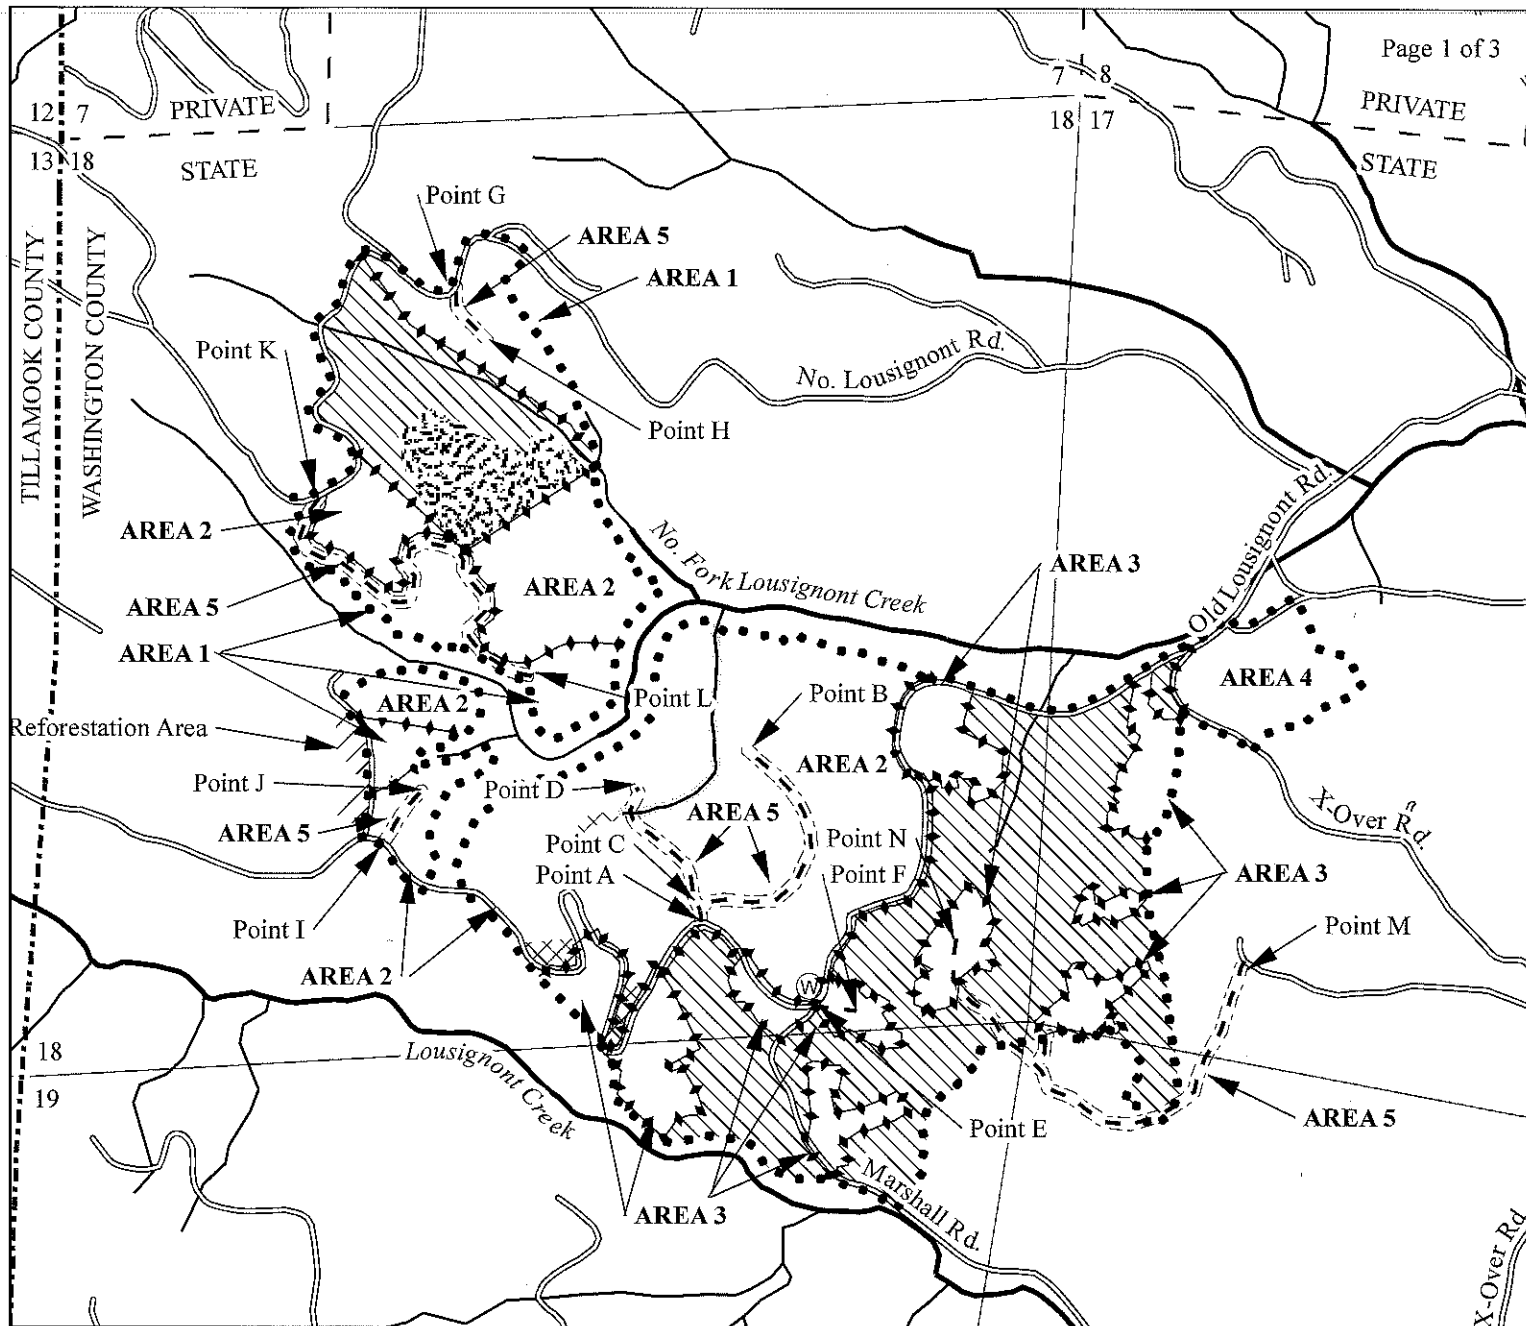 Page 1 of 3
7 8
18 17
PRIVATE
STATE
12 7
13 18
PRIVATE
STATE
TILLAMOOK COUNTY
WASHINGTON COUNTY
Point G
AREA 5
AREA 1
Point K
No. Lousignont Rd.
Point H
AREA 2
No. Fork Lousignont Creek
AREA 3
Old Lousignont Rd.
AREA 5
AREA 2
AREA 1
AREA 2
Point L
Point B
AREA 4
Reforestation Area
AREA 2
Point J
Point D
AREA 5
AREA 5
X-Over Rd.
Point C
Point N
Point A
Point F
AREA 3
Point I
Point M
AREA 2
W
18
19
Lousignont Creek
Point E
AREA 5
Marshall Rd.
AREA 3
X-Over Rd